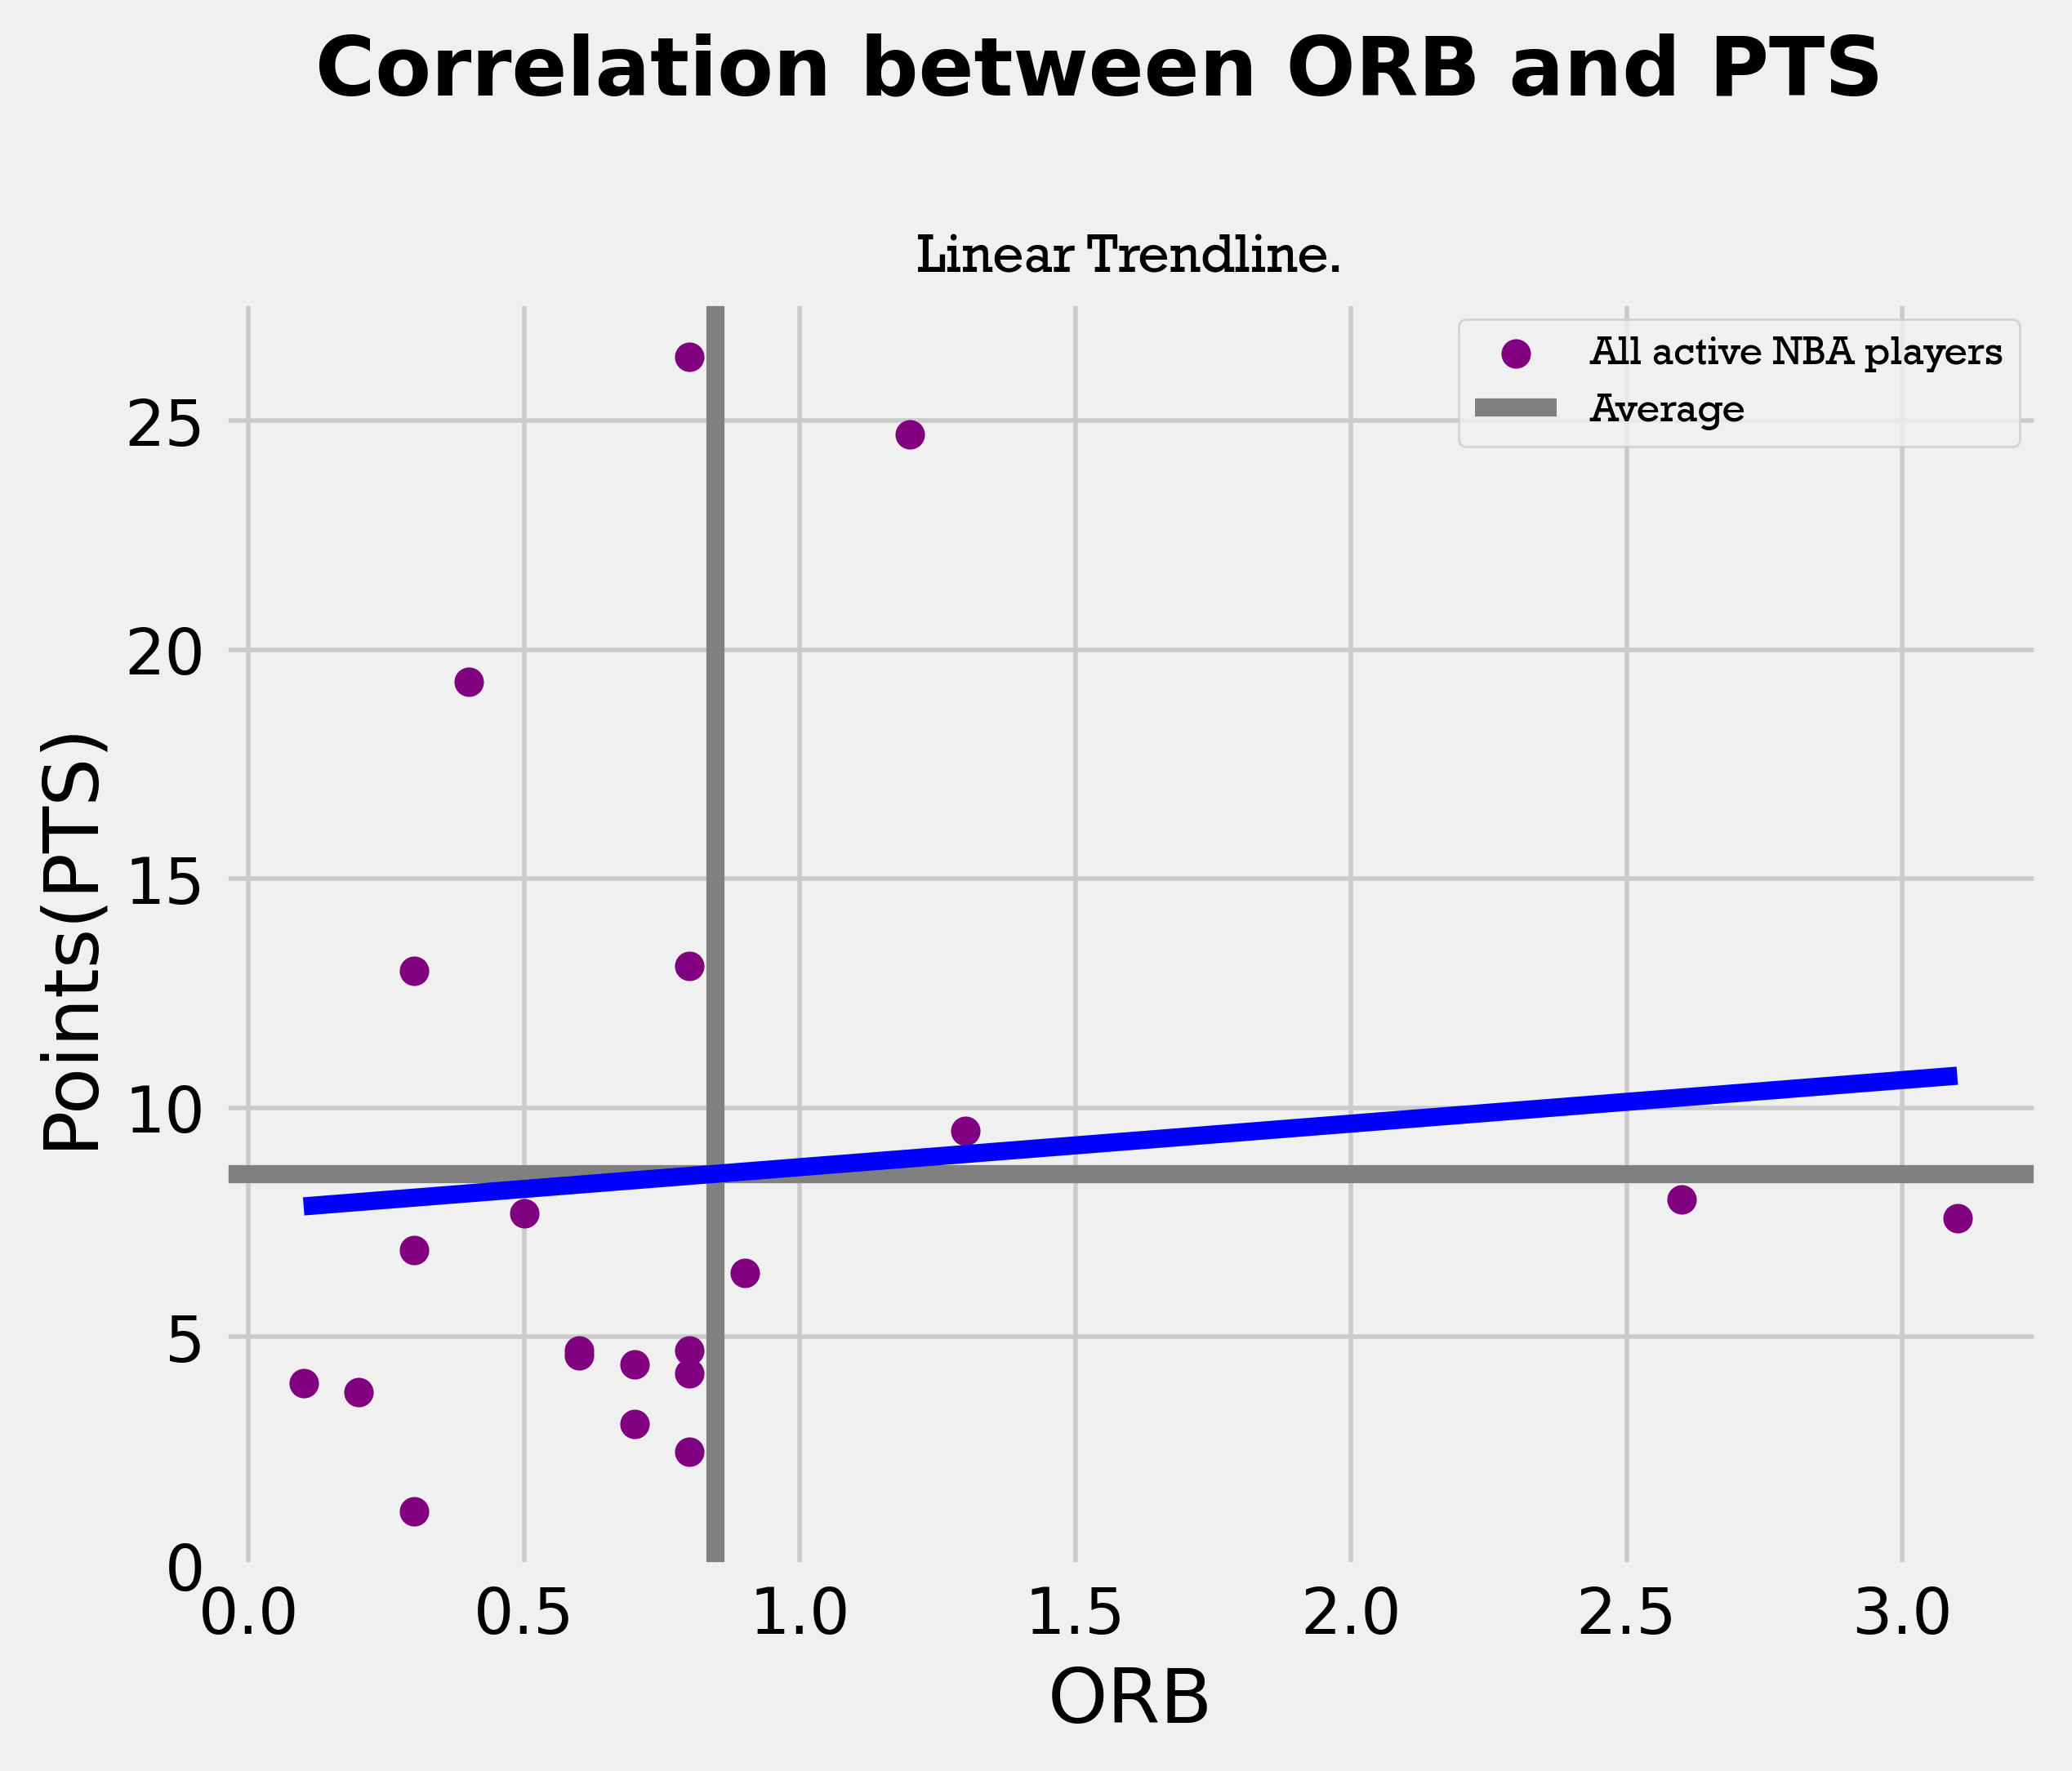 Correlation between ORB and PTS
Linear Trendline.
All active NBA players
Average
Points(PTS)
25
20
15
10
5
0
0.0 0.5 1.0 1.5 2.0 2.5 3.0
ORB